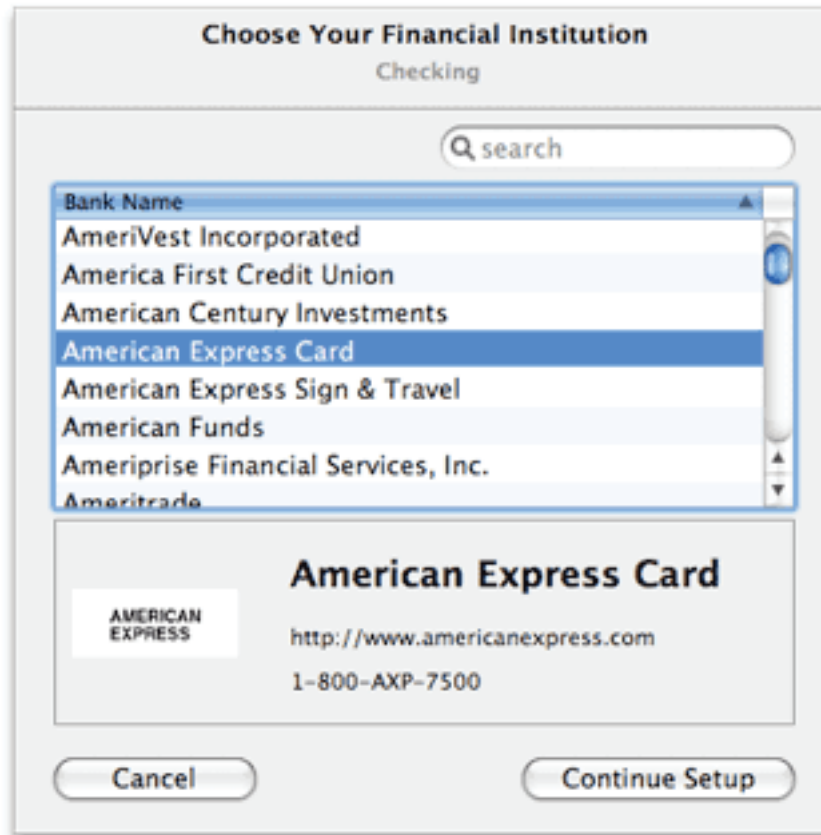 Choose Your Financial Institution
Checking
search
Bank Name
AmeriVest Incorporated
America First Credit Union
American Century Investments
American Express Card
American Express Sign & Travel
American Funds
Ameriprise Financial Services, Inc.
Ameritrade
American Express Card
AMERICAN
EXPRESS
http://www.americanexpress.com
1-800-AXP-7500
Cancel
Continue Setup